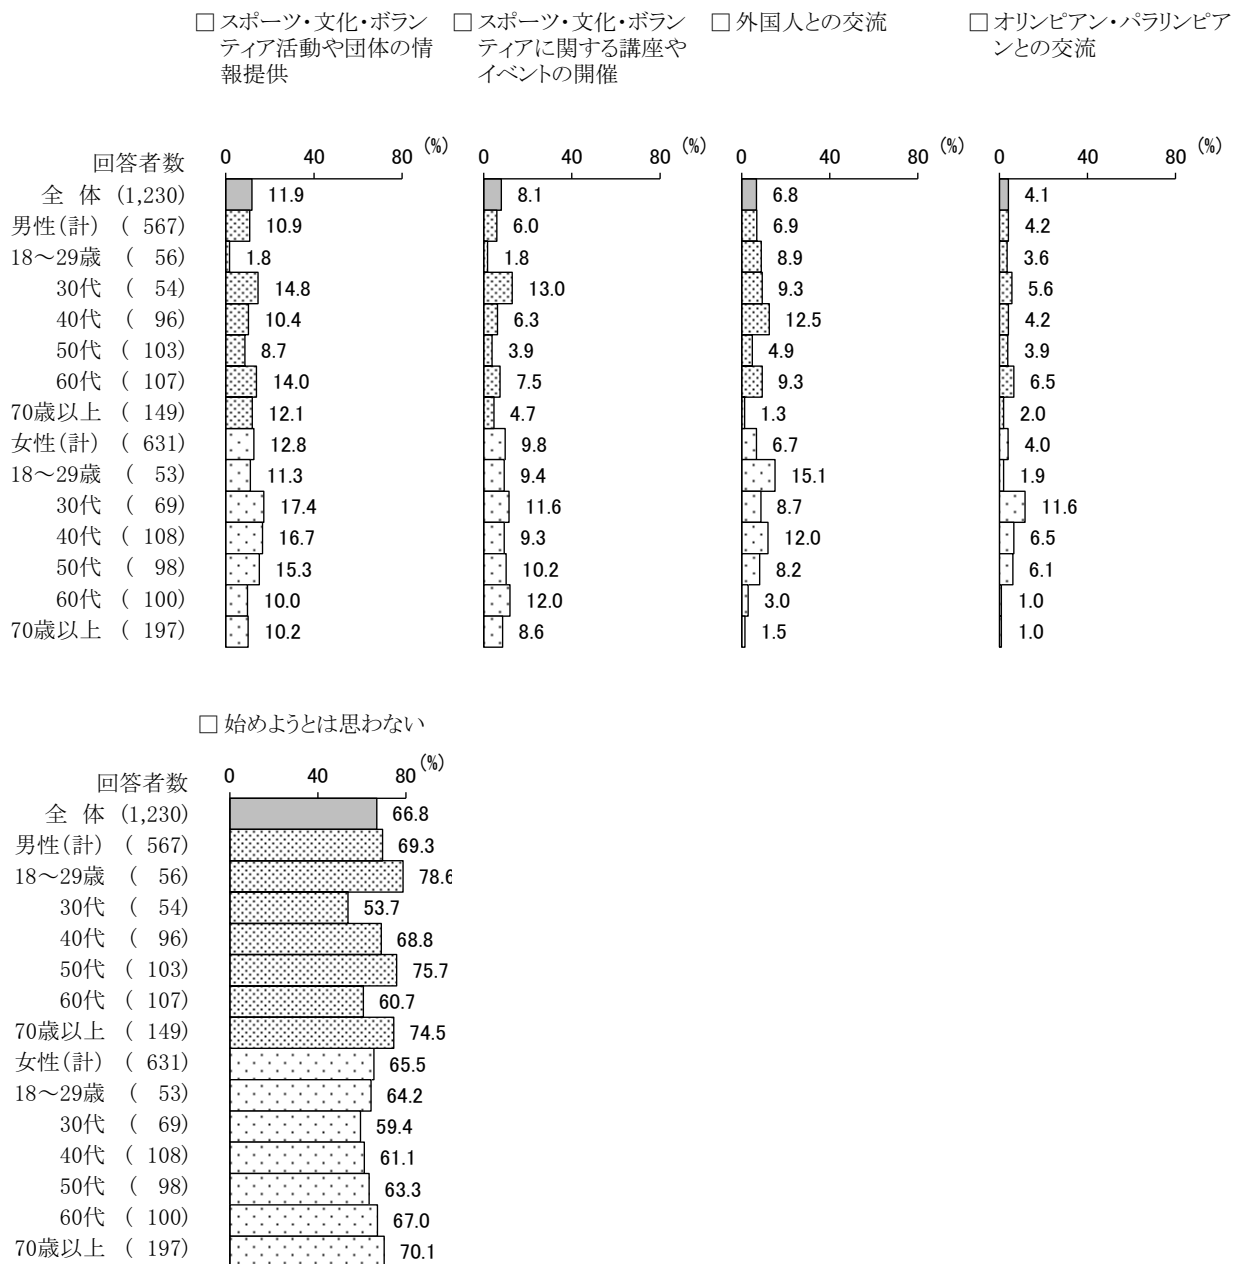 □ スポーツ・文化・ボラン
ティア活動や団体の情
報提供
□ スポーツ・文化・ボラン
ティアに関する講座や
イベントの開催
□ 外国人との交流
□ オリンピアン・パラリンピア
ンとの交流
回答者数 0 40 80 (%) 0 40 80 (%) 0 40 80 (%) 0 40 80 (%)
全 体 (1,230) 11.9 8.1 6.8 4.1
男性(計) ( 567) 10.9 6.0 6.9 4.2
18～29歳 ( 56) 1.8 1.8 8.9 3.6
30代 ( 54) 14.8 13.0 9.3 5.6
40代 ( 96) 10.4 6.3 12.5 4.2
50代 ( 103) 8.7 3.9 4.9 3.9
60代 ( 107) 14.0 7.5 9.3 6.5
70歳以上 ( 149) 12.1 4.7 1.3 2.0
女性(計) ( 631) 12.8 9.8 6.7 4.0
18～29歳 ( 53) 11.3 9.4 15.1 1.9
30代 ( 69) 17.4 11.6 8.7 11.6
40代 ( 108) 16.7 9.3 12.0 6.5
50代 ( 98) 15.3 10.2 8.2 6.1
60代 ( 100) 10.0 12.0 3.0 1.0
70歳以上 ( 197) 10.2 8.6 1.5 1.0
□ 始めようとは思わない
回答者数 0 40 80 (%)
全 体 (1,230) 66.8
男性(計) ( 567) 69.3
18～29歳 ( 56) 78.6
30代 ( 54) 53.7
40代 ( 96) 68.8
50代 ( 103) 75.7
60代 ( 107) 60.7
70歳以上 ( 149) 74.5
女性(計) ( 631) 65.5
18～29歳 ( 53) 64.2
30代 ( 69) 59.4
40代 ( 108) 61.1
50代 ( 98) 63.3
60代 ( 100) 67.0
70歳以上 ( 197) 70.1